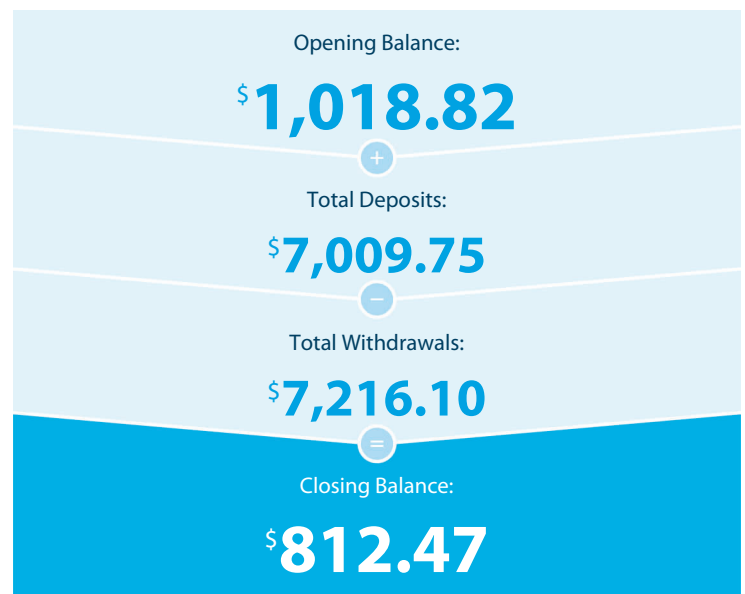 Opening Balance:
$1,018.82
+
Total Deposits:
$7,009.75
−
Total Withdrawals:
$7,216.10
=
Closing Balance:
$812.47